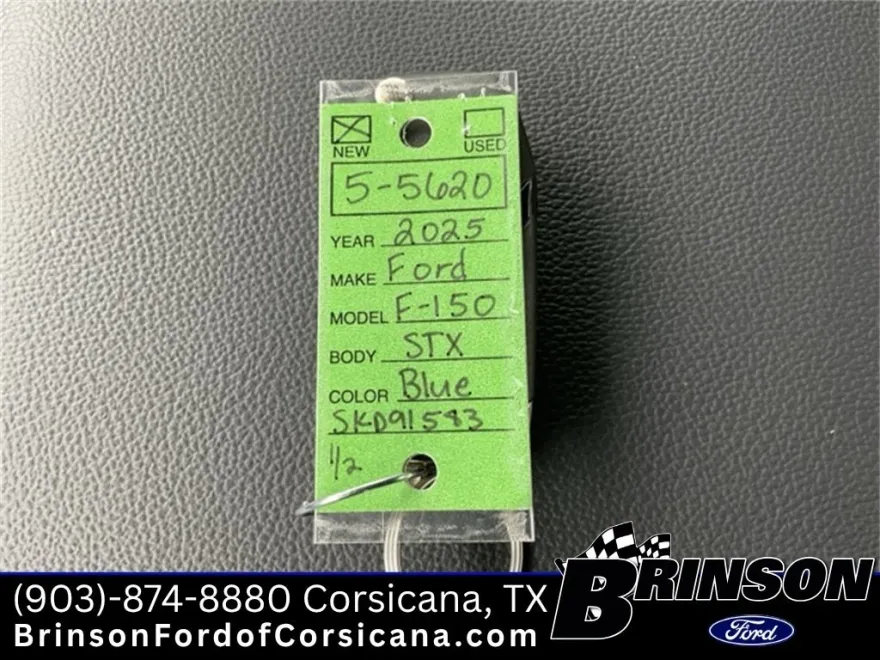 NEW USED
5-5620
YEAR 2025
MAKE Ford
MODEL F-150
BODY STX
COLOR Blue
SKD91583
1/2
(903)-874-8880 Corsicana, TX
BrinsonFordofCorsicana.com
BRINSON
Ford